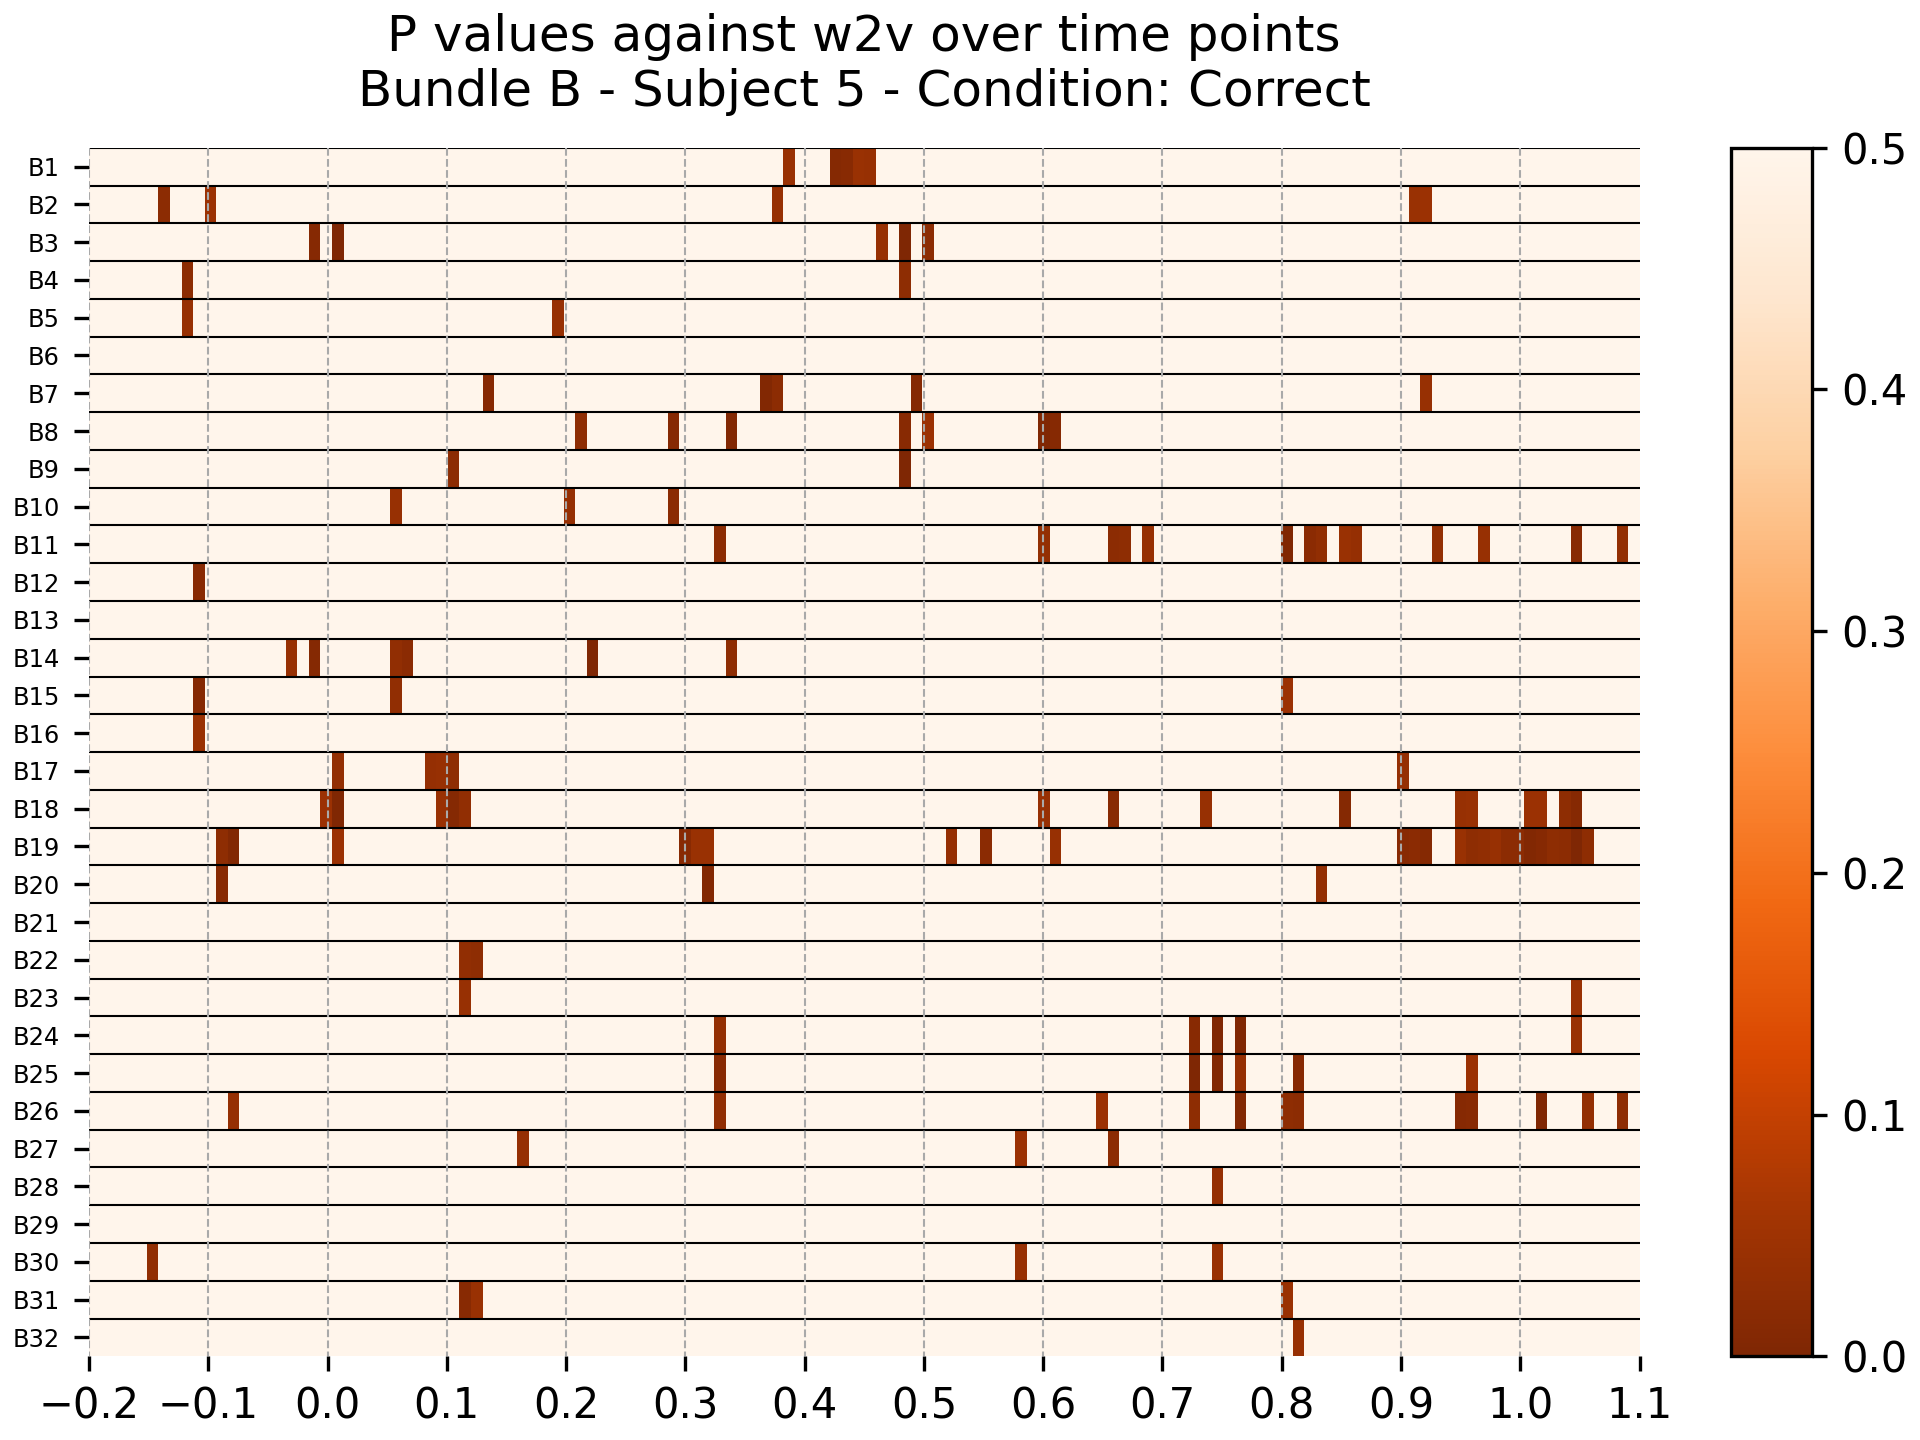 P values against w2v over time points
Bundle B - Subject 5 - Condition: Correct
B1
B2
B3
B4
B5
B6
B7
B8
B9
B10
B11
B12
B13
B14
B15
B16
B17
B18
B19
B20
B21
B22
B23
B24
B25
B26
B27
B28
B29
B30
B31
B32
−0.2 −0.1 0.0 0.1 0.2 0.3 0.4 0.5 0.6 0.7 0.8 0.9 1.0 1.1
0.5
0.4
0.3
0.2
0.1
0.0